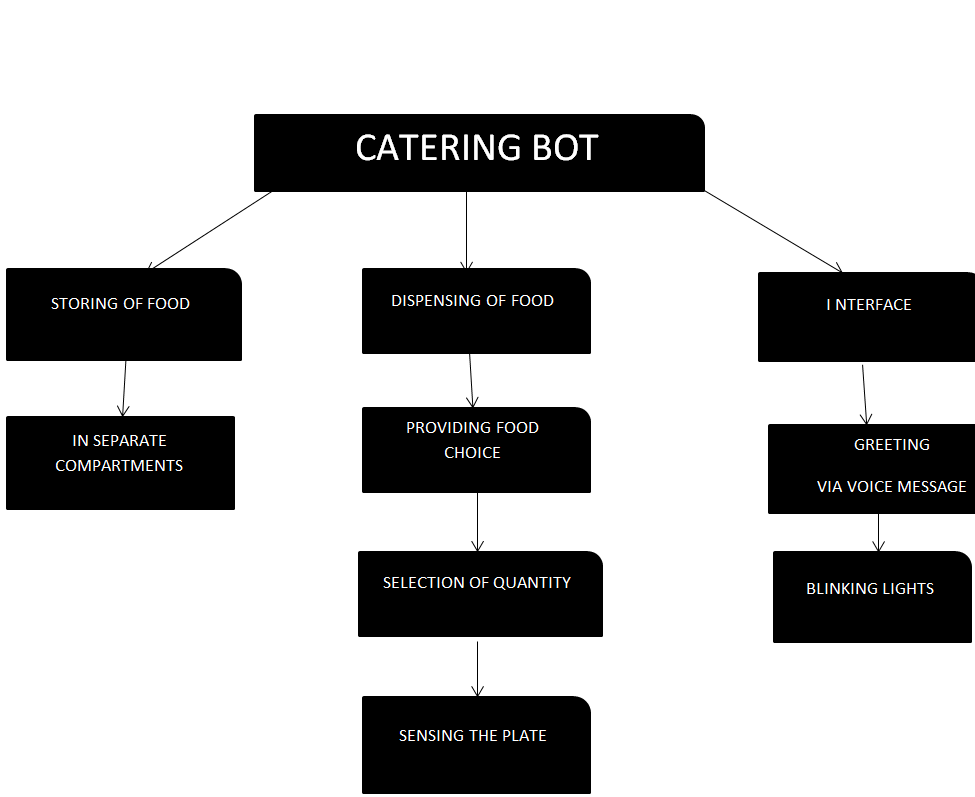 CATERING BOT
STORING OF FOOD
DISPENSING OF FOOD
I NTERFACE
IN SEPARATE
COMPARTMENTS
PROVIDING FOOD
CHOICE
GREETING
VIA VOICE MESSAGE
SELECTION OF QUANTITY
BLINKING LIGHTS
SENSING THE PLATE